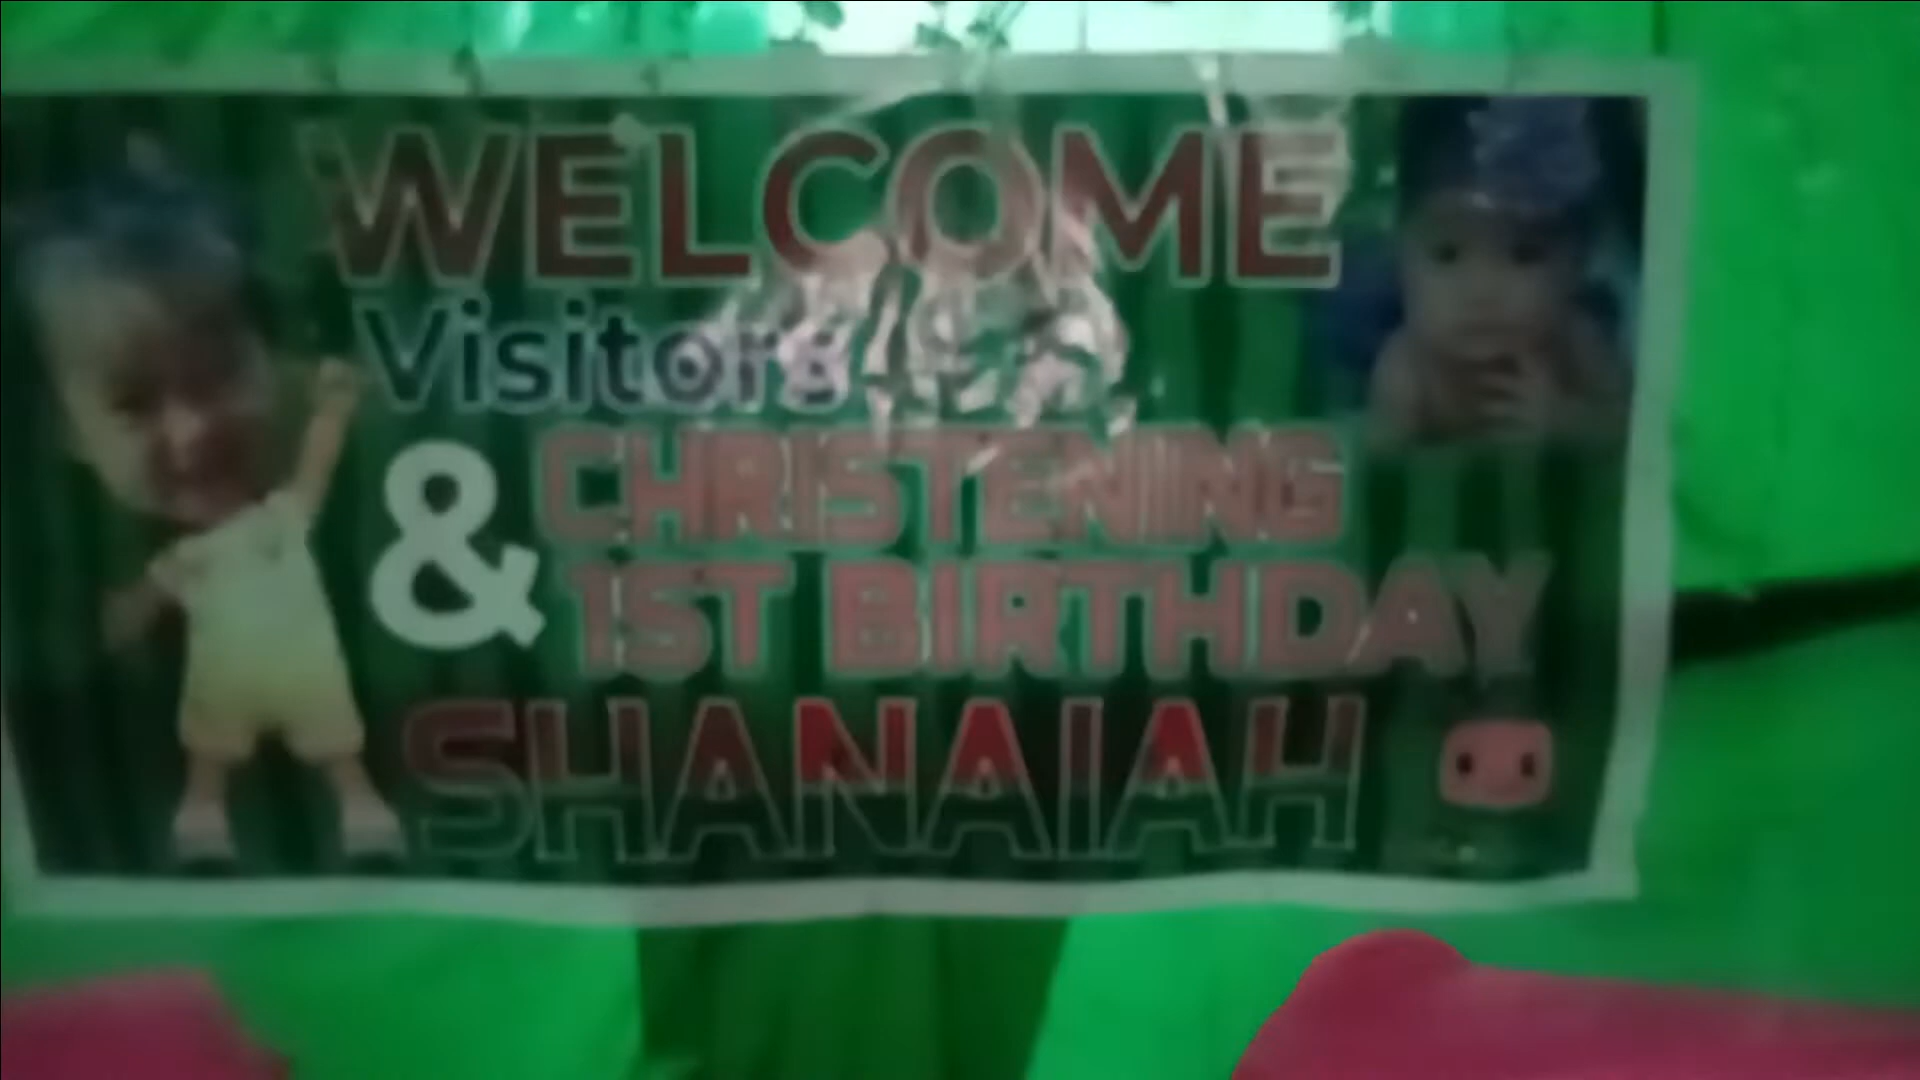 WELCOME
Visitors
& CHRISTENING
1ST BIRTHDAY
SHANAIAH